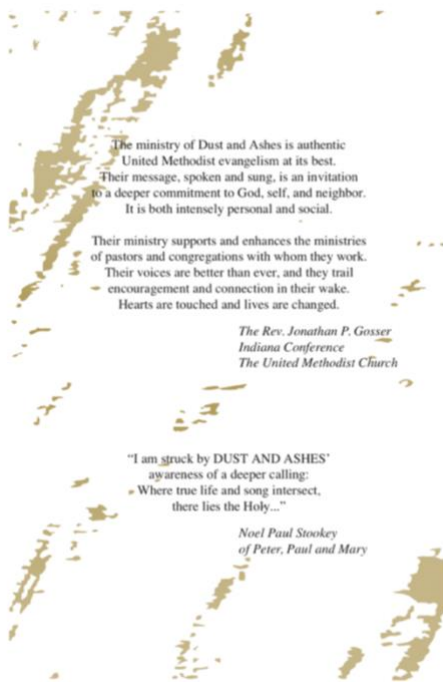 The ministry of Dust and Ashes is authentic
United Methodist evangelism at its best.
Their message, spoken and sung, is an invitation
to a deeper commitment to God, self, and neighbor.
It is both intensely personal and social.
Their ministry supports and enhances the ministries
of pastors and congregations with whom they work.
Their voices are better than ever, and they trail
encouragement and connection in their wake.
Hearts are touched and lives are changed.
The Rev. Jonathan P. Gosser
Indiana Conference
The United Methodist Church
“I am struck by DUST AND ASHES’
awareness of a deeper calling:
Where true life and song intersect,
there lies the Holy...”
Noel Paul Stookey
of Peter, Paul and Mary